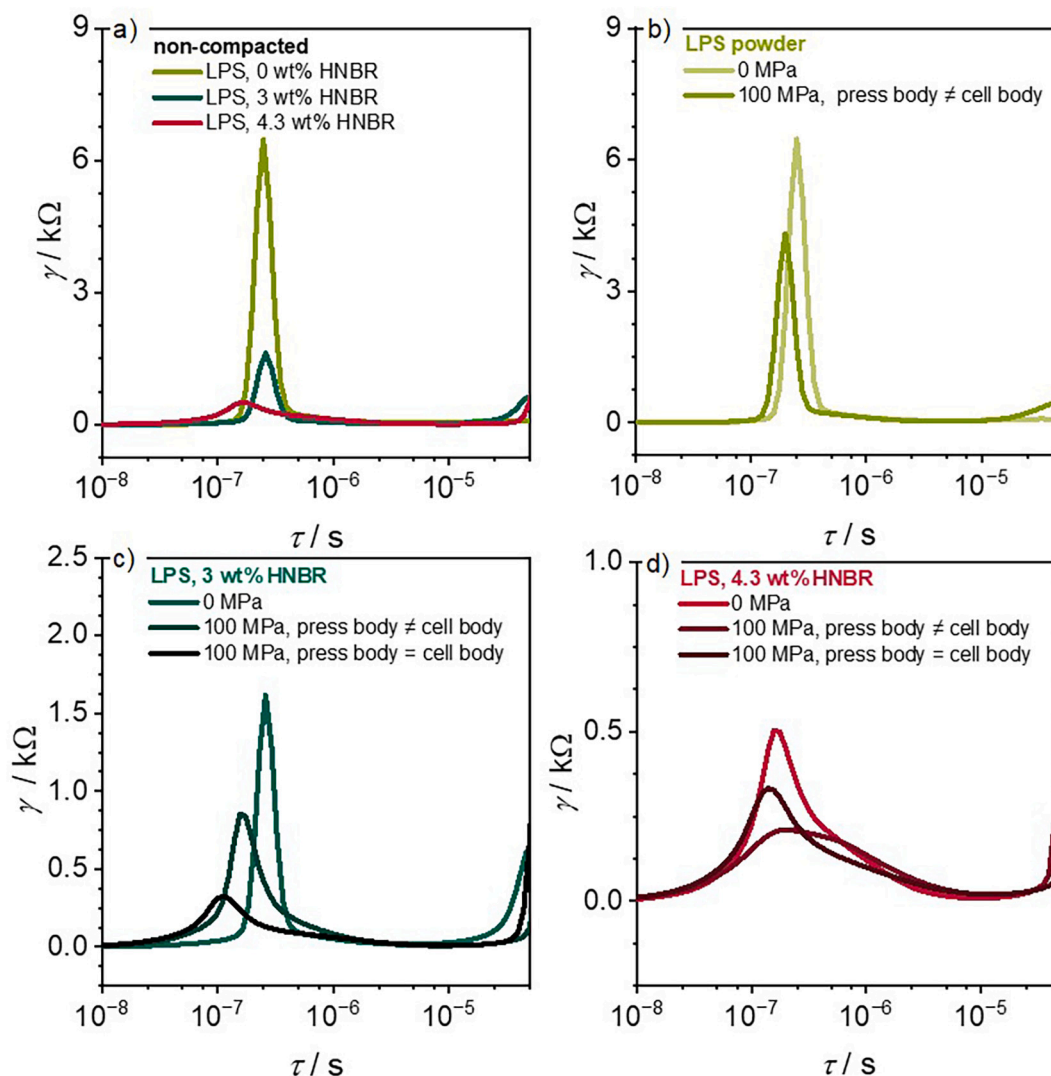 a)
non-compacted
LPS, 0 wt% HNBR
LPS, 3 wt% HNBR
LPS, 4.3 wt% HNBR
9
6
3
0
γ / kΩ
10⁻⁸ 10⁻⁷ 10⁻⁶ 10⁻⁵
τ / s
b)
LPS powder
0 MPa
100 MPa, press body ≠ cell body
9
6
3
0
γ / kΩ
10⁻⁸ 10⁻⁷ 10⁻⁶ 10⁻⁵
τ / s
c)
LPS, 3 wt% HNBR
0 MPa
100 MPa, press body ≠ cell body
100 MPa, press body = cell body
2.5
2.0
1.5
1.0
0.5
0.0
γ / kΩ
10⁻⁸ 10⁻⁷ 10⁻⁶ 10⁻⁵
τ / s
d)
LPS, 4.3 wt% HNBR
0 MPa
100 MPa, press body ≠ cell body
100 MPa, press body = cell body
1.0
0.5
0.0
γ / kΩ
10⁻⁸ 10⁻⁷ 10⁻⁶ 10⁻⁵
τ / s